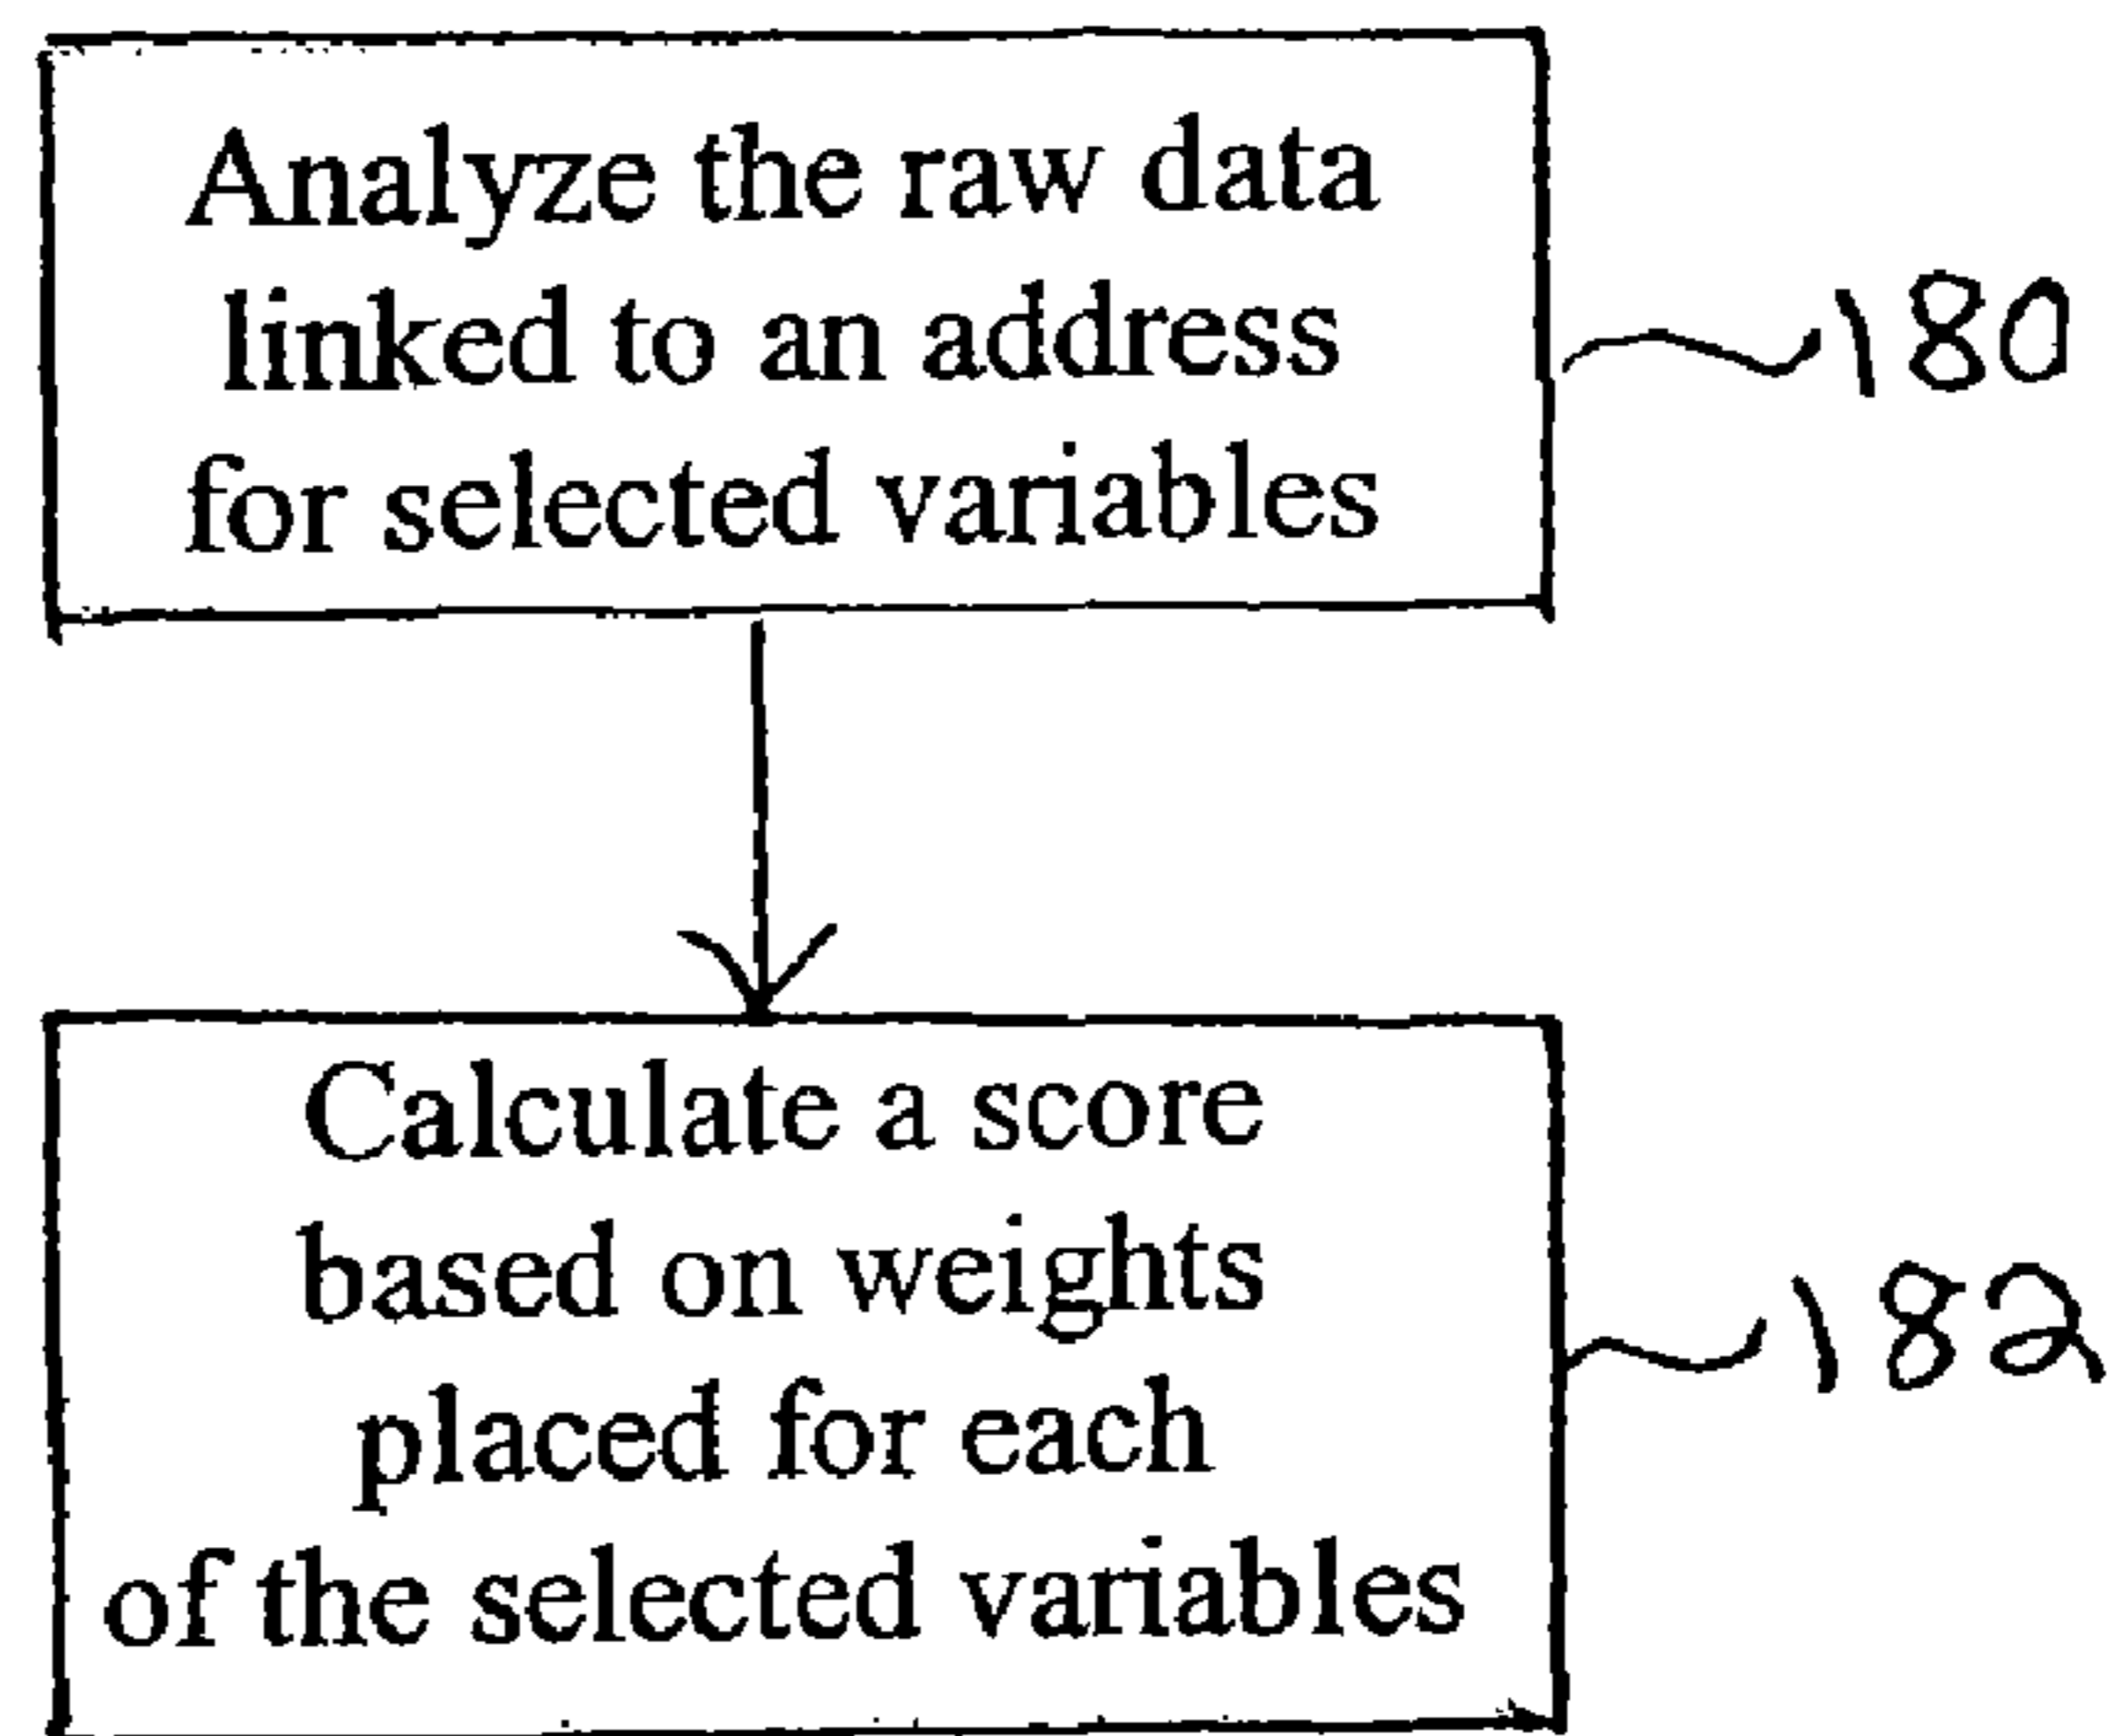 Analyze the raw data
linked to an address
for selected variables
180
Calculate a score
based on weights
placed for each
of the selected variables
182